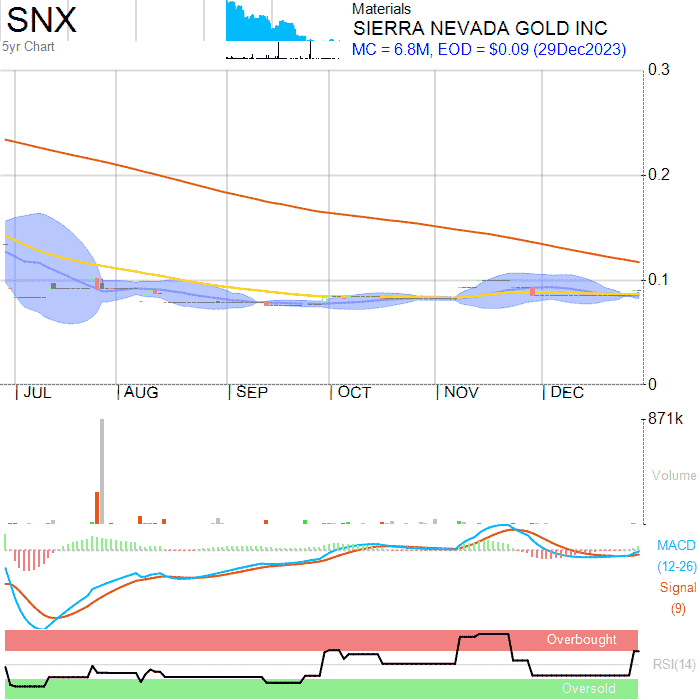 SNX
5yr Chart
Materials
SIERRA NEVADA GOLD INC
MC = 6.8M, EOD = $0.09 (29Dec2023)
0.3
0.2
0.1
0
JUL
AUG
SEP
OCT
NOV
DEC
871k
Volume
MACD
(12-26)
Signal
(9)
Overbought
RSI(14)
Oversold